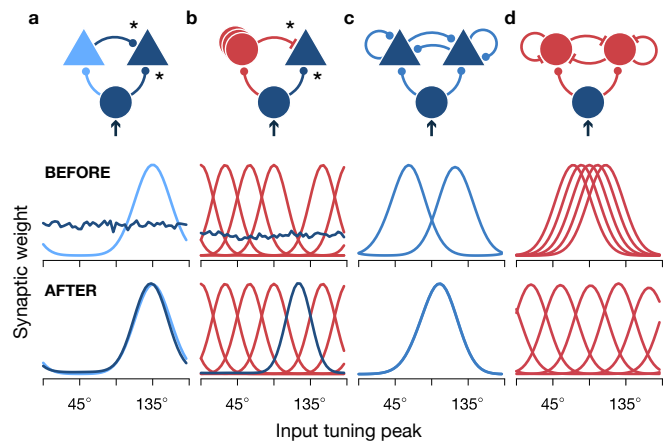 a b c d
* * * *
BEFORE
AFTER
Synaptic weight
45° 135° 45° 135° 45° 135° 45° 135°
Input tuning peak